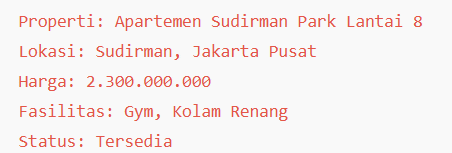 Properti: Apartemen Sudirman Park Lantai 8
Lokasi: Sudirman, Jakarta Pusat
Harga: 2.300.000.000
Fasilitas: Gym, Kolam Renang
Status: Tersedia